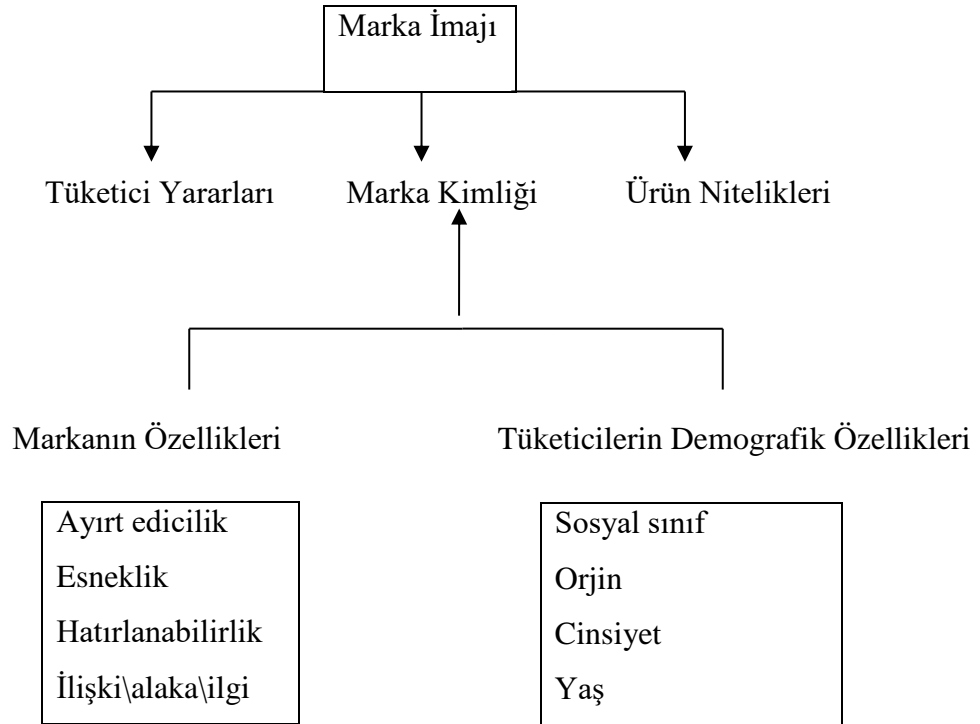 Marka İmajı
Tüketici Yararları Marka Kimliği Ürün Nitelikleri
Markanın Özellikleri Tüketicilerin Demografik Özellikleri
Ayırt edicilik
Esneklik
Hatırlanabilirlik
İlişki\alaka\ilgi
Sosyal sınıf
Orjin
Cinsiyet
Yaş